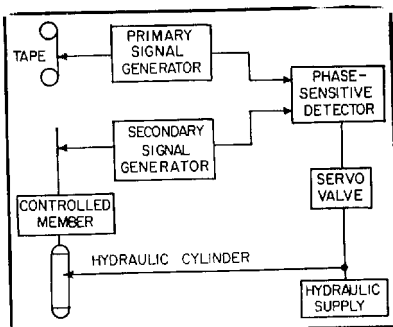 TAPE
PRIMARY
SIGNAL
GENERATOR
PHASE-
SENSITIVE
DETECTOR
SECONDARY
SIGNAL
GENERATOR
SERVO
VALVE
CONTROLLED
MEMBER
HYDRAULIC CYLINDER
HYDRAULIC
SUPPLY